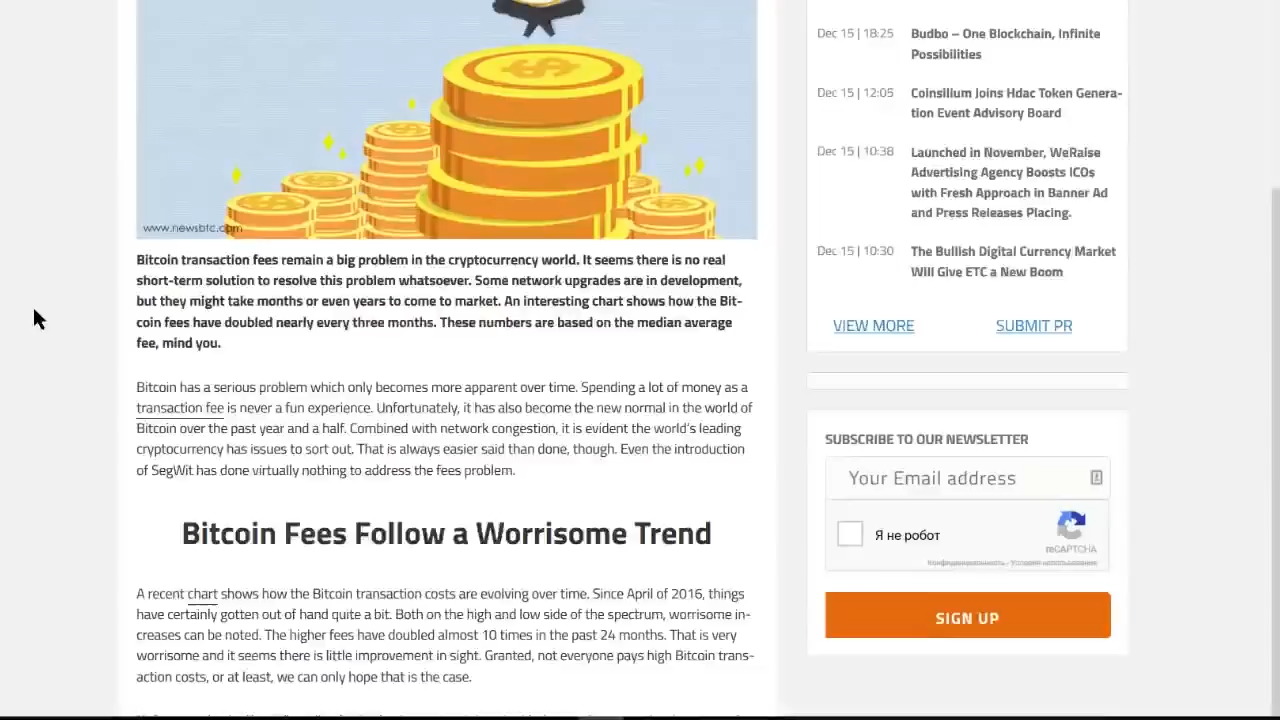 www.newsbtc.com
Bitcoin transaction fees remain a big problem in the cryptocurrency world. It seems there is no real
short-term solution to resolve this problem whatsoever. Some network upgrades are in development,
but they might take months or even years to come to market. An interesting chart shows how the Bit-
coin fees have doubled nearly every three months. These numbers are based on the median average
fee, mind you.
Bitcoin has a serious problem which only becomes more apparent over time. Spending a lot of money as a
transaction fee is never a fun experience. Unfortunately, it has also become the new normal in the world of
Bitcoin over the past year and a half. Combined with network congestion, it is evident the world's leading
cryptocurrency has issues to sort out. That is always easier said than done, though. Even the introduction
of SegWit has done virtually nothing to address the fees problem.
Bitcoin Fees Follow a Worrisome Trend
A recent chart shows how the Bitcoin transaction costs are evolving over time. Since April of 2016, things
have certainly gotten out of hand quite a bit. Both on the high and low side of the spectrum, worrisome in-
creases can be noted. The higher fees have doubled almost 10 times in the past 24 months. That is very
worrisome and it seems there is little improvement in sight. Granted, not everyone pays high Bitcoin trans-
action costs, or at least, we can only hope that is the case.
Dec 15 | 18:25 Budbo – One Blockchain, Infinite
Possibilities
Dec 15 | 12:05 Coinsilium Joins Hdac Token Genera-
tion Event Advisory Board
Dec 15 | 10:38 Launched in November, WeRaise
Advertising Agency Boosts ICOs
with Fresh Approach in Banner Ad
and Press Releases Placing.
Dec 15 | 10:30 The Bullish Digital Currency Market
Will Give ETC a New Boom
VIEW MORE SUBMIT PR
SUBSCRIBE TO OUR NEWSLETTER
Your Email address
Я не робот
reCAPTCHA
Конфиденциальность - Условия использования
SIGN UP